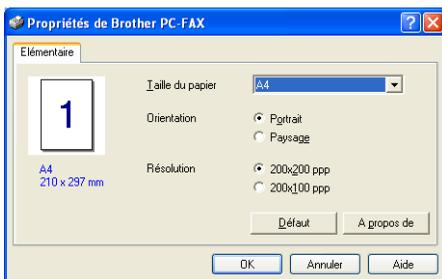 Propriétés de Brother PC-FAX
Elémentaire
1
A4
210 x 297 mm
Taille du papier
A4
Orientation
Portrait
Paysage
Résolution
200x200 ppp
200x100 ppp
Défaut
A propos de
OK
Annuler
Aide